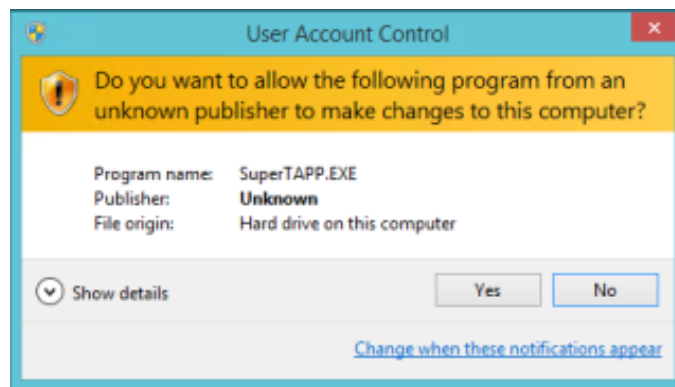 User Account Control
Do you want to allow the following program from an
unknown publisher to make changes to this computer?
Program name: SuperTAPP.EXE
Publisher: Unknown
File origin: Hard drive on this computer
Show details
Yes No
Change when these notifications appear